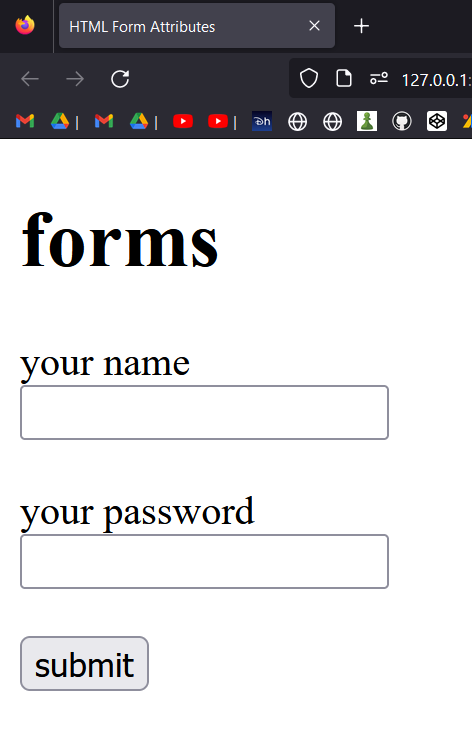 HTML Form Attributes
127.0.0.1:
|
|
|
forms
your name
your password
submit